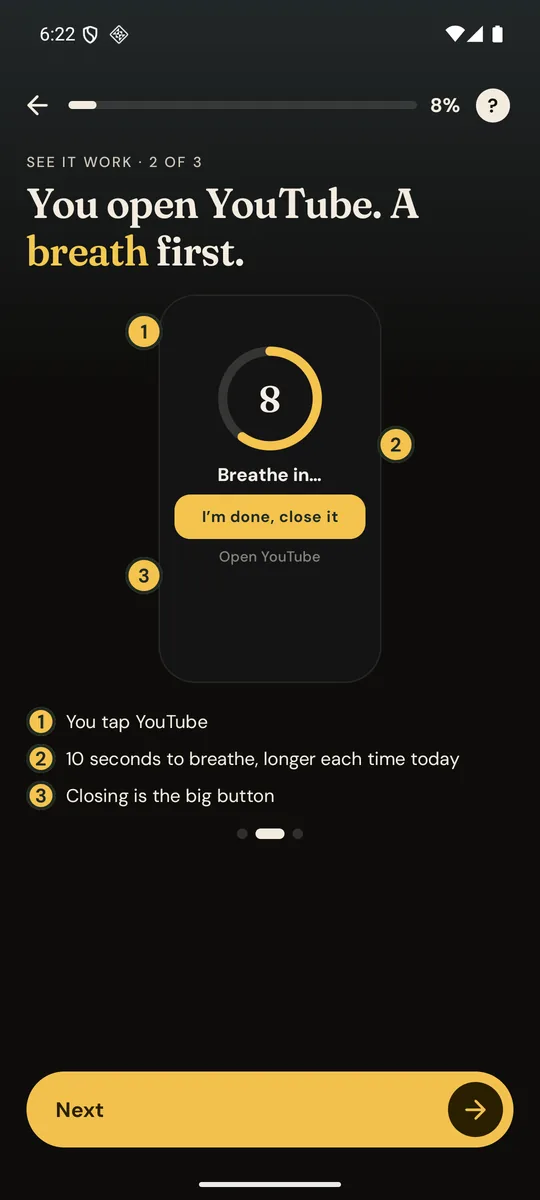 6:22
8%
?
SEE IT WORK · 2 OF 3
You open YouTube. A
breath first.
1
8
2
Breathe in…
I’m done, close it
Open YouTube
3
1 You tap YouTube
2 10 seconds to breathe, longer each time today
3 Closing is the big button
Next